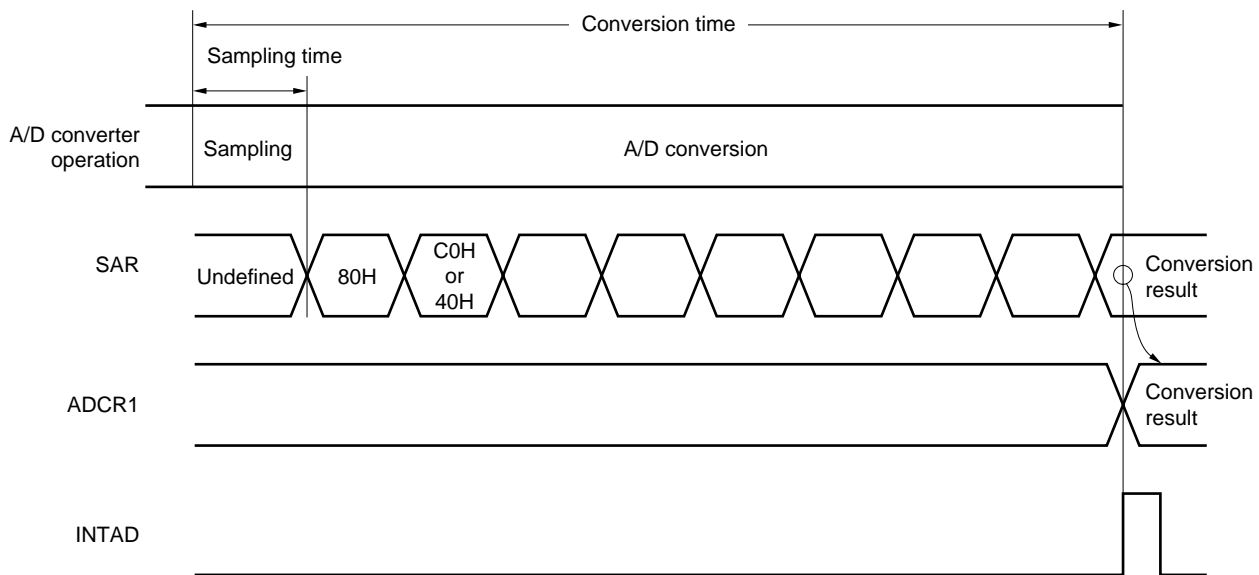 Conversion time
Sampling time
A/D converter
operation
Sampling
A/D conversion
SAR
Undefined
80H
C0H
or
40H
Conversion
result
ADCR1
Conversion
result
INTAD